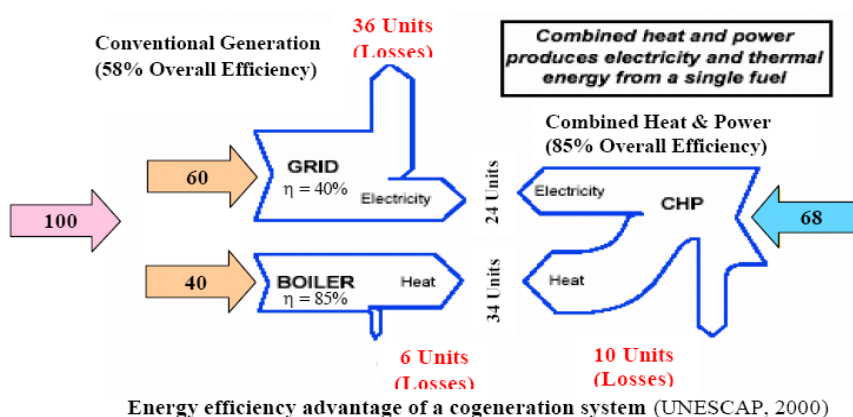 Conventional Generation
(58% Overall Efficiency)
36 Units
(Losses)
Combined heat and power
produces electricity and thermal
energy from a single fuel
Combined Heat & Power
(85% Overall Efficiency)
100
60
GRID
η = 40%
Electricity
24 Units
Electricity
CHP
68
40
BOILER
η = 85%
Heat
34 Units
Heat
6 Units
(Losses)
10 Units
(Losses)
Energy efficiency advantage of a cogeneration system (UNESCAP, 2000)